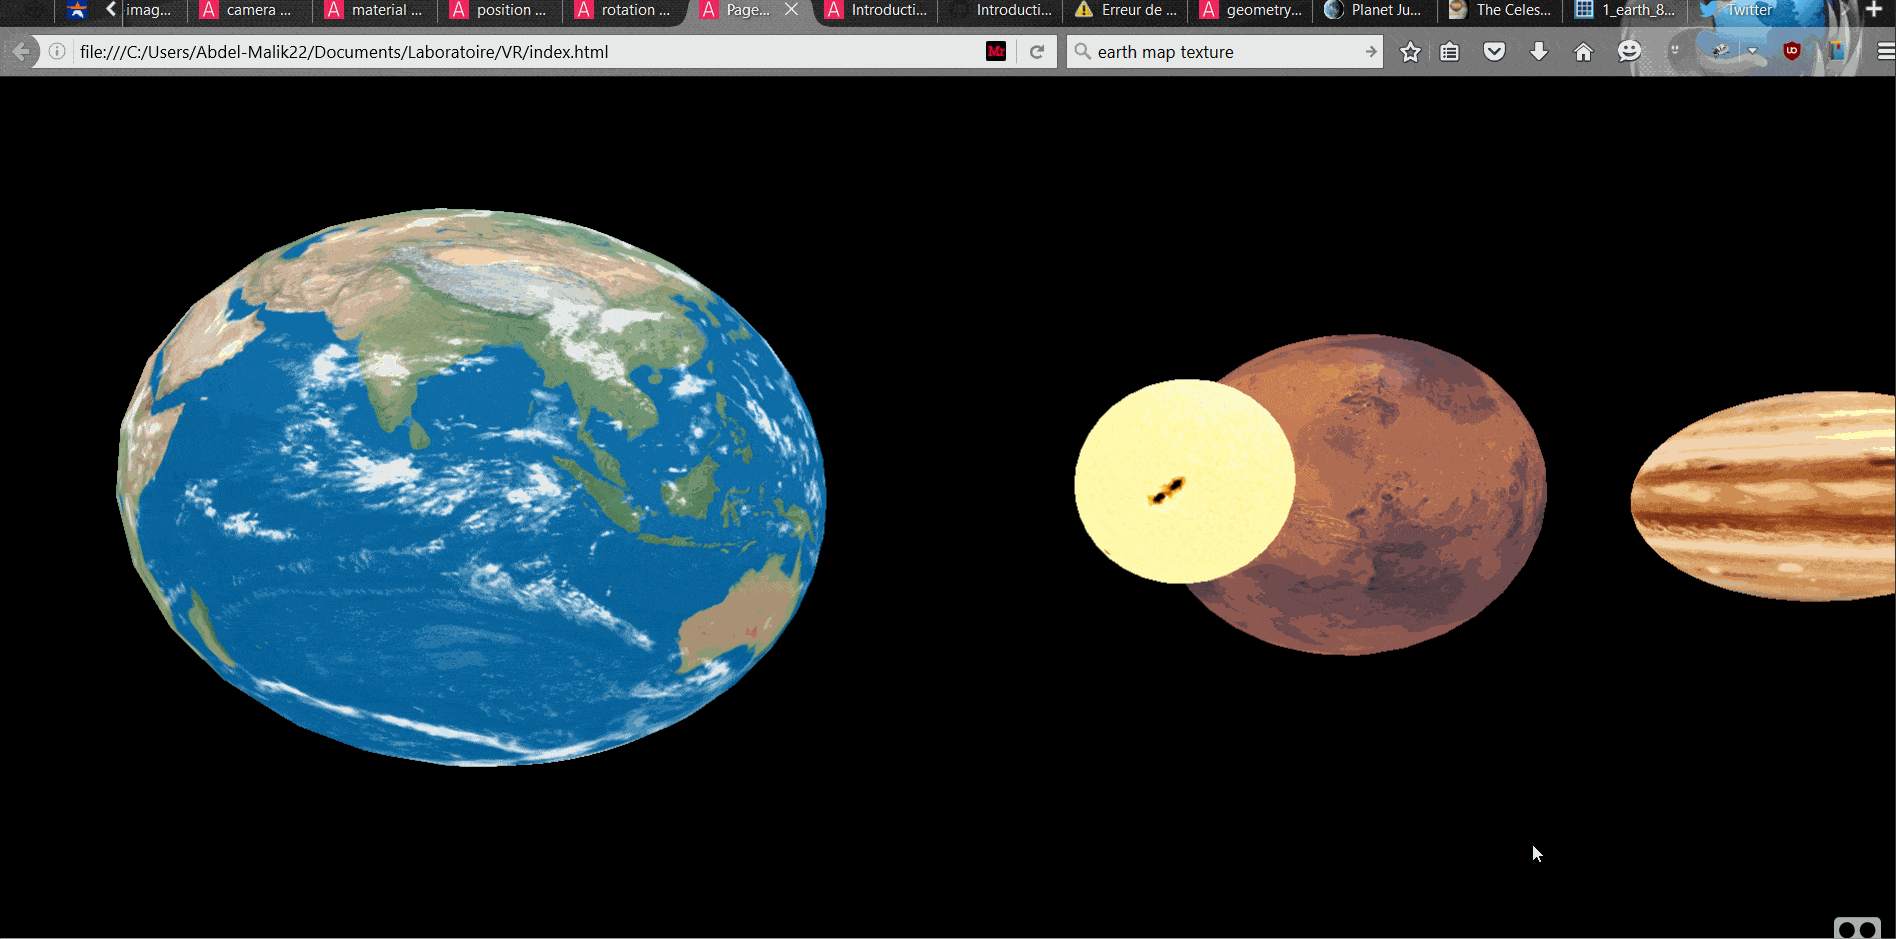 imag... camera ... material ... position ... rotation ... Page... Introducti... Introducti... Erreur de ... geometry... Planet Ju... The Celes... 1_earth_8... Twitter
file:///C:/Users/Abdel-Malik22/Documents/Laboratoire/VR/index.html Mr earth map texture